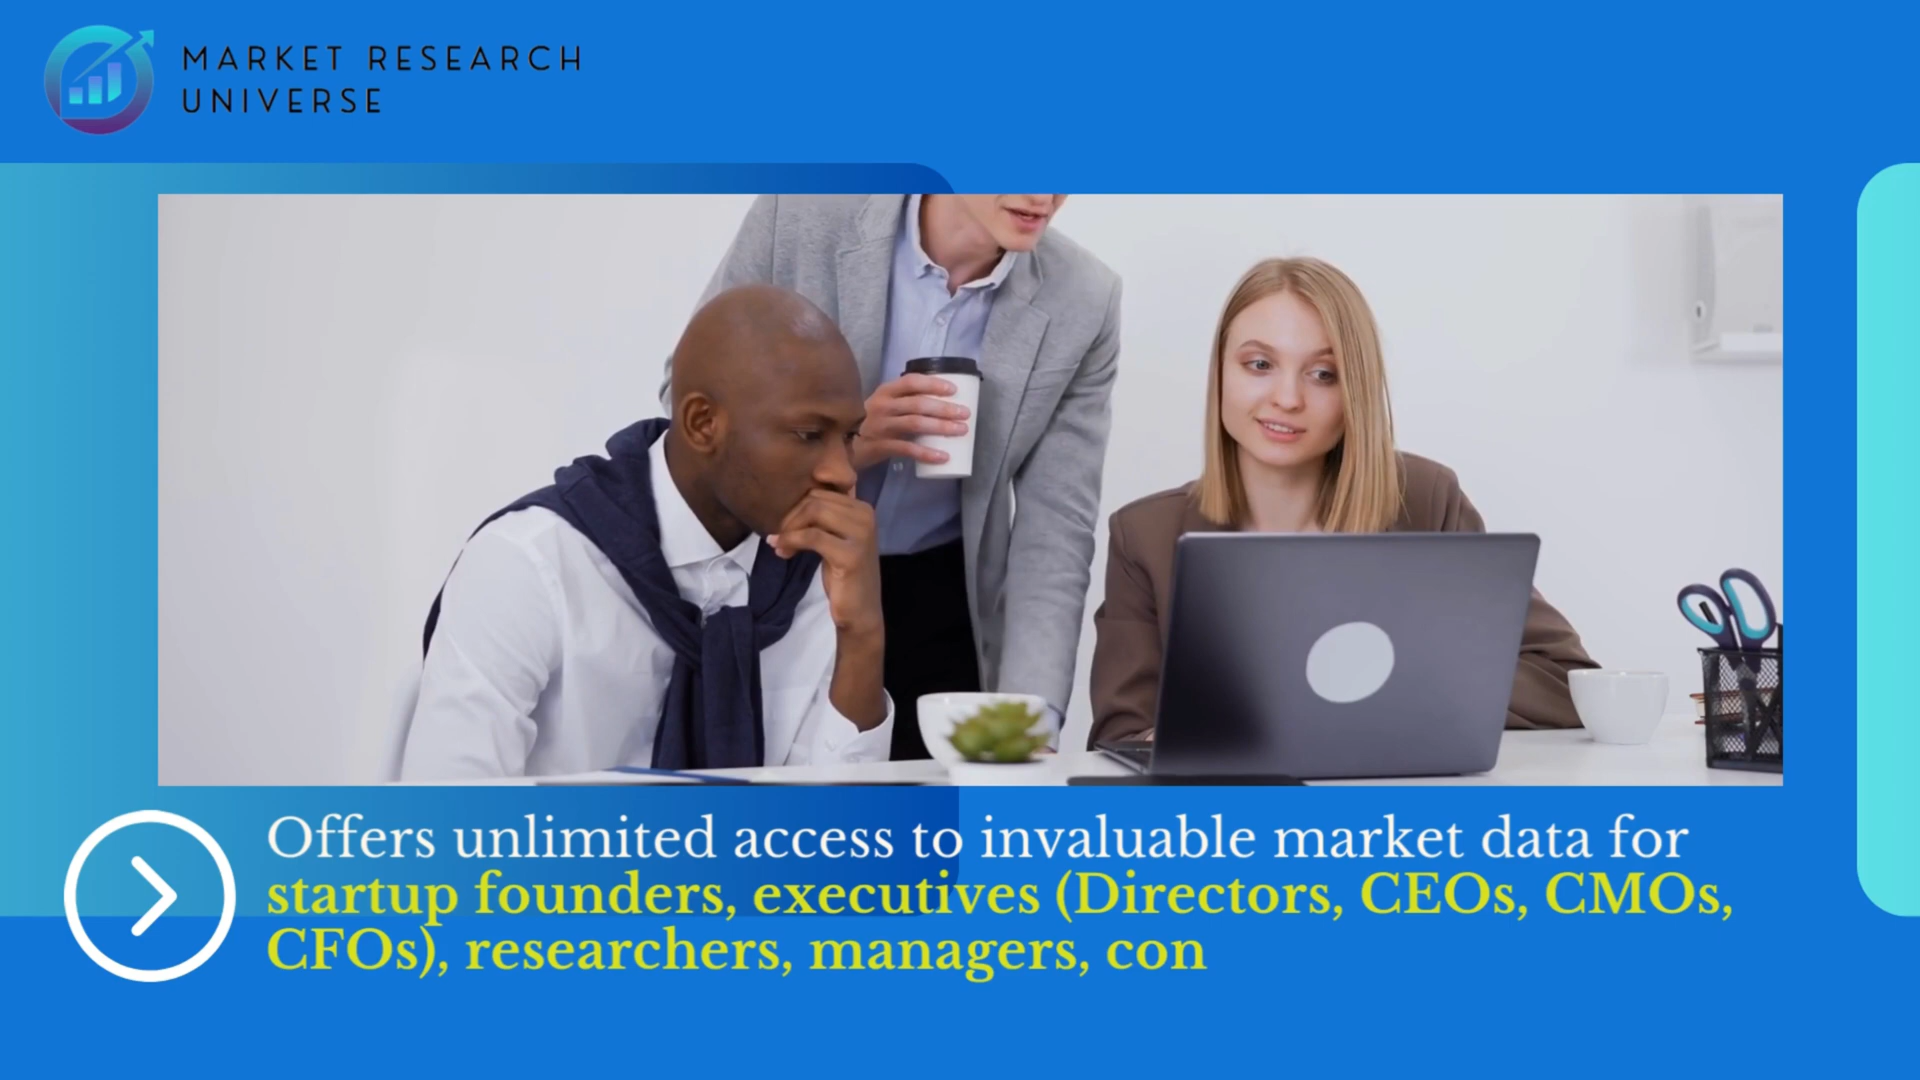 MARKET RESEARCH
UNIVERSE
Offers unlimited access to invaluable market data for
startup founders, executives (Directors, CEOs, CMOs,
CFOs), researchers, managers, con